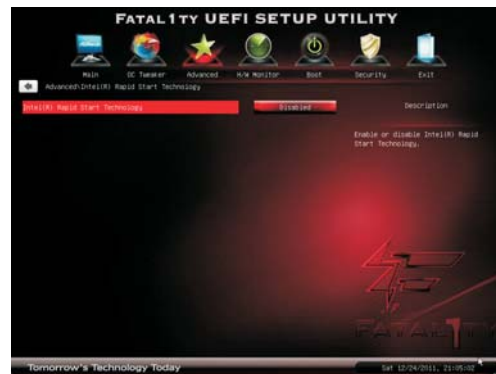 FATAL1TY UEFI SETUP UTILITY
Main OC Tweaker Advanced H/W Monitor Boot Security Exit
Advanced\Intel(R) Rapid Start Technology
Intel(R) Rapid Start Technology Disabled
Description
Enable or disable Intel(R) Rapid
Start Technology.
FATAL1TY
Tomorrow's Technology Today
Sat 12/24/2011, 21:05:02